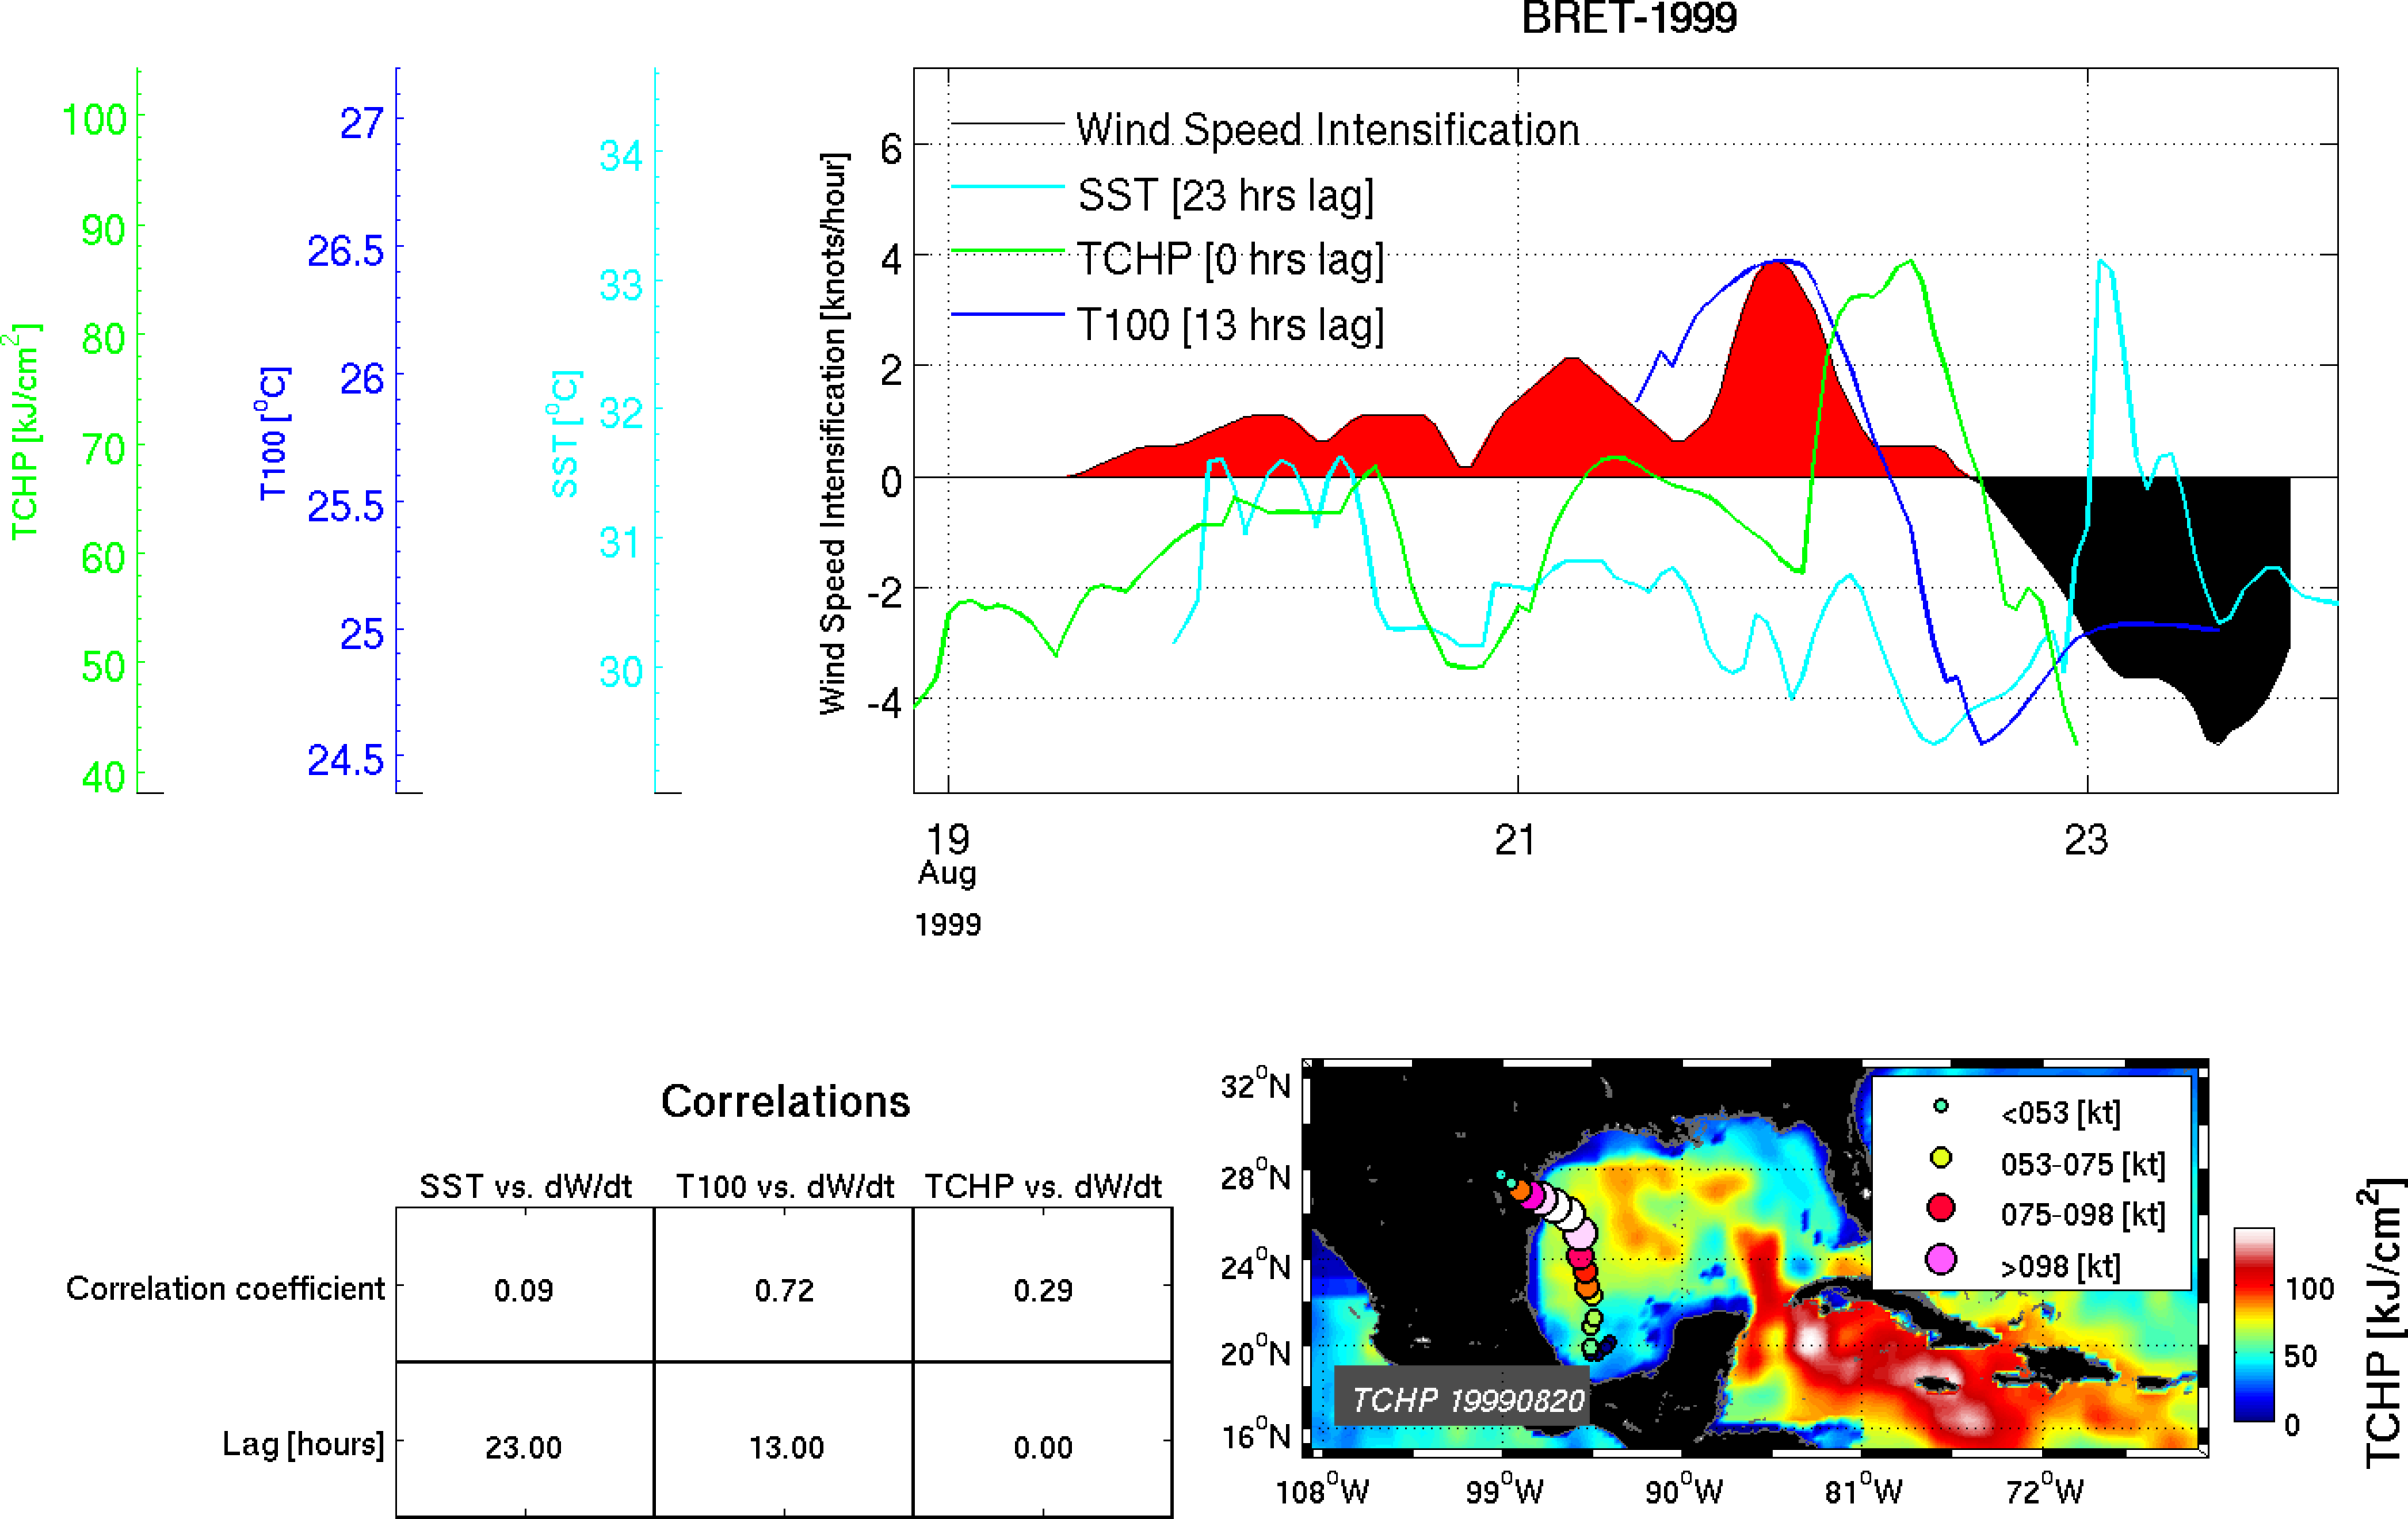 BRET-1999
100
90
80
70
60
50
40
TCHP [kJ/cm²]
27
26.5
26
25.5
25
24.5
T100 [°C]
34
33
32
31
30
SST [°C]
6
4
2
0
-2
-4
Wind Speed Intensification [knots/hour]
Wind Speed Intensification
SST [23 hrs lag]
TCHP [0 hrs lag]
T100 [13 hrs lag]
19
21
23
Aug
1999
Correlations
SST vs. dW/dt
T100 vs. dW/dt
TCHP vs. dW/dt
Correlation coefficient
0.09
0.72
0.29
Lag [hours]
23.00
13.00
0.00
32°N
28°N
24°N
20°N
16°N
108°W
99°W
90°W
81°W
72°W
<053 [kt]
053-075 [kt]
075-098 [kt]
>098 [kt]
TCHP 19990820
100
50
0
TCHP [kJ/cm²]